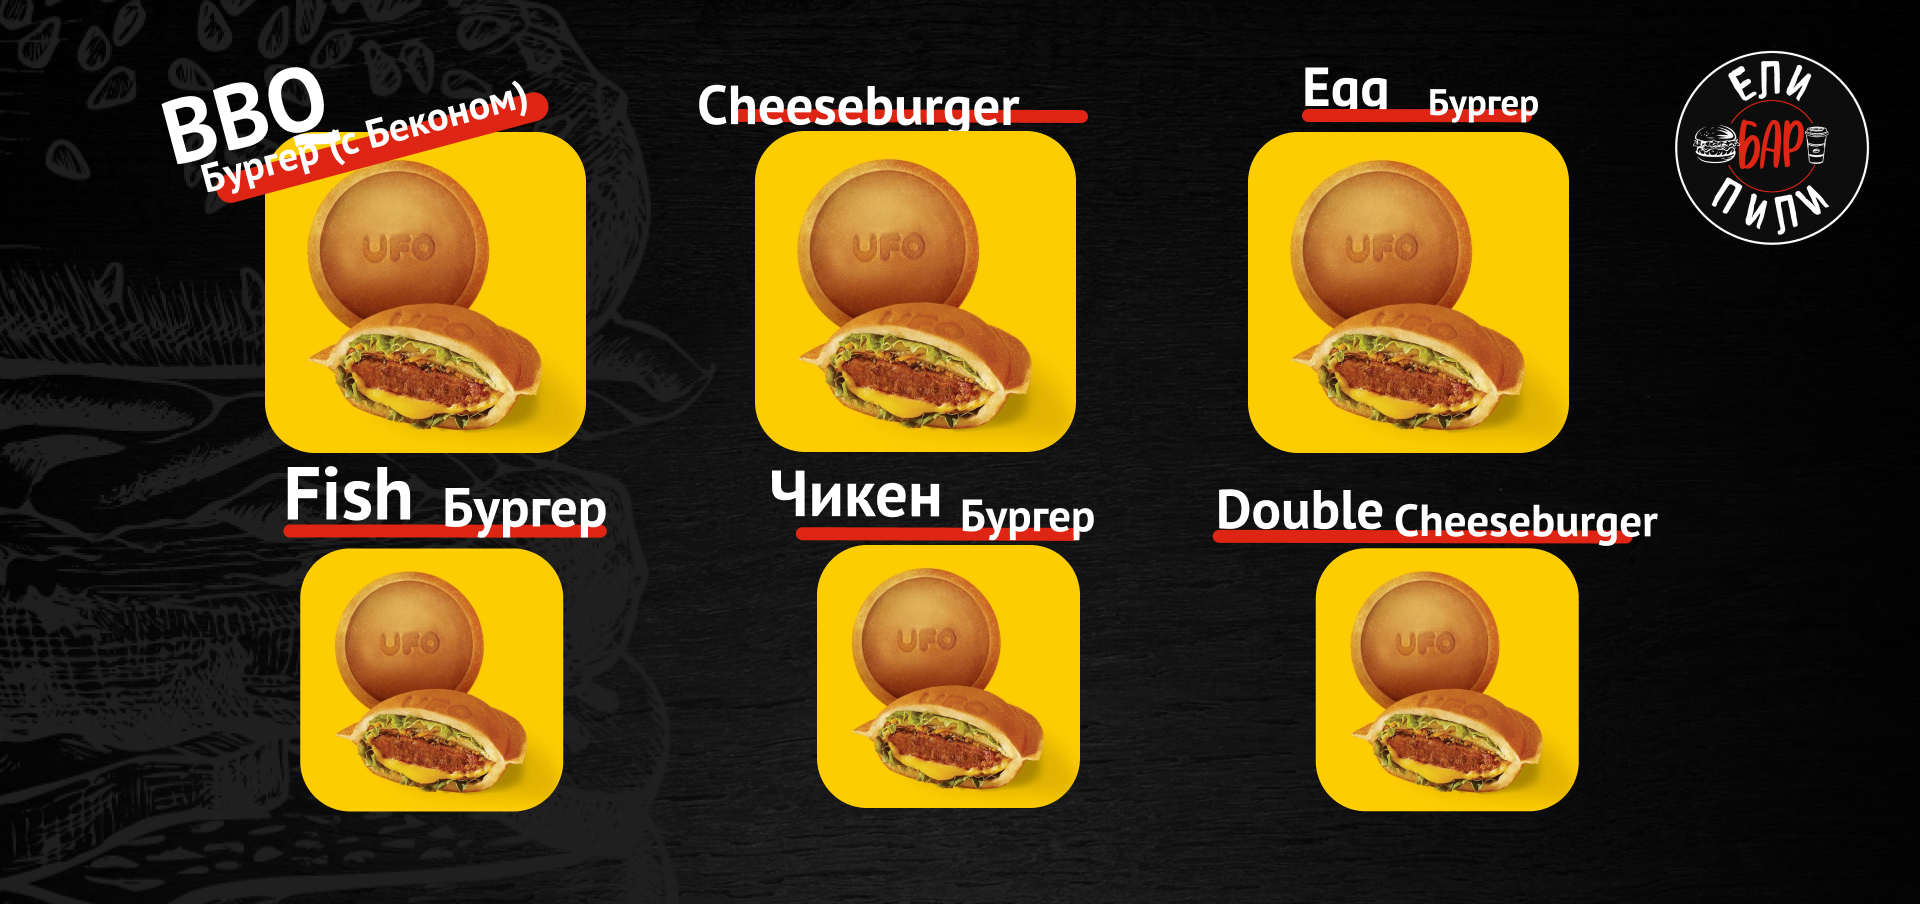 BBQ
Бургер (с Беконом)
Cheeseburger
Egg Бургер
ЕЛИ
БАР
ПИЛИ
UFO
UFO
UFO
Fish Бургер
Чикен Бургер
Double Cheeseburger
UFO
UFO
UFO